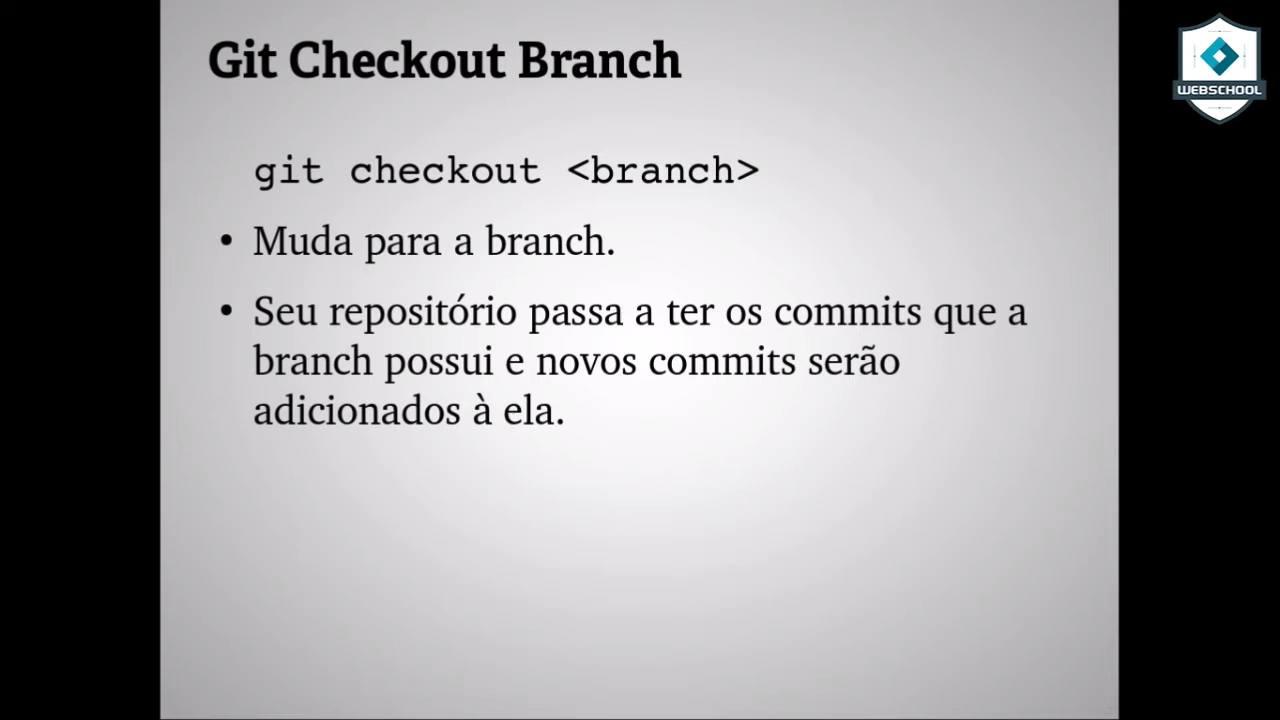 Git Checkout Branch
WEBSCHOOL
git checkout <branch>
• Muda para a branch.
• Seu repositório passa a ter os commits que a
branch possui e novos commits serão
adicionados à ela.